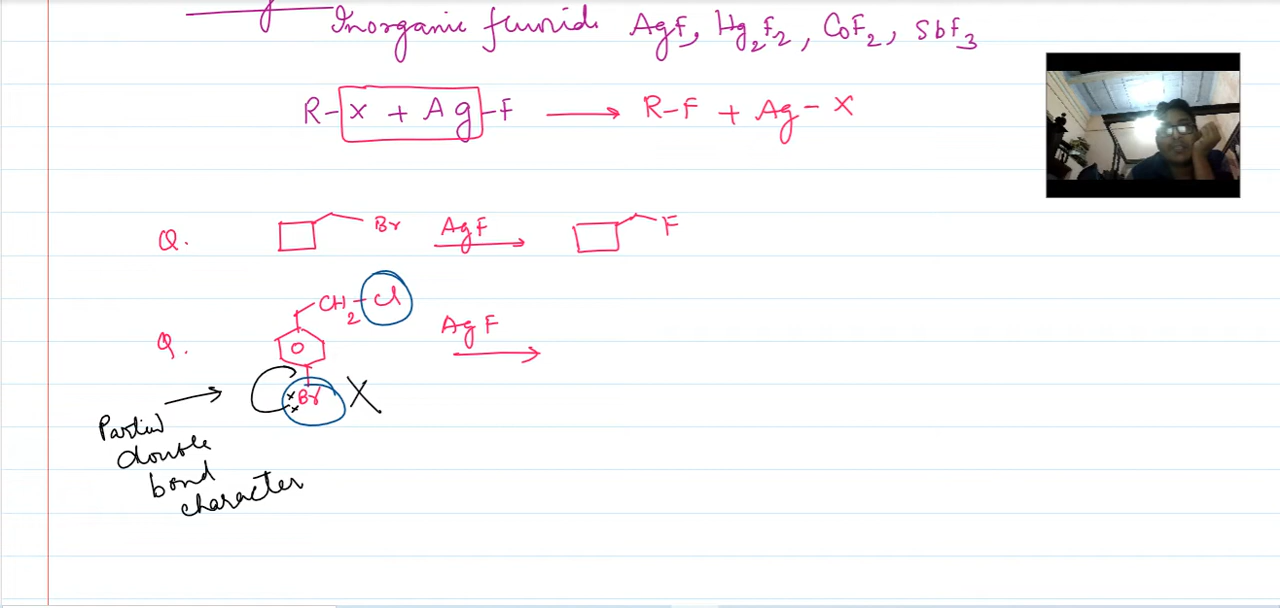 Inorganic fluoride AgF, Hg₂F₂, CoF₂, SbF₃
R-X + Ag-F ⟶ R-F + Ag-X
Q. Br AgF ⟶ F
CH₂-Cl
Q. AgF ⟶
Br X
Partial
double
bond
character